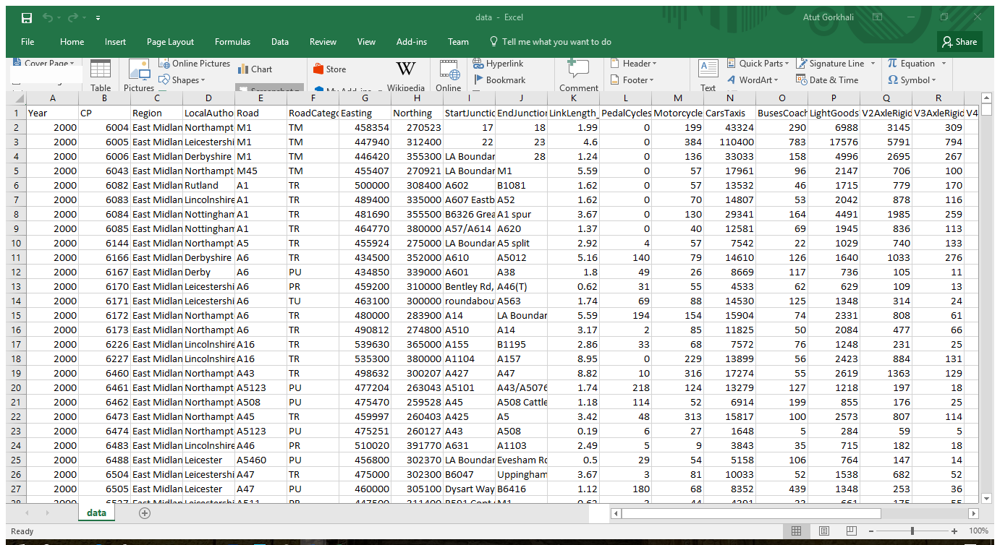 data - Excel
Atut Gorkhali
File Home Insert Page Layout Formulas Data Review View Add-ins Team Tell me what you want to do Share
Cover Page Online Pictures Chart Store Hyperlink Header Quick Parts Signature Line Equation
Shapes Bookmark Footer WordArt Date & Time Symbol
Table Pictures Screenshot My Add-ins Wikipedia Online Comment Text
A B C D E F G H I J K L M N O P Q R
1 Year CP Region LocalAutho Road RoadCatego Easting Northing StartJunctio EndJunction LinkLength_ PedalCycles Motorcycle CarsTaxis BusesCoach LightGoods V2AxleRigid V3AxleRigid V4
2 2000 6004 East Midlan Northampt M1 TM 458354 270523 17 18 1.99 0 199 43324 290 6988 3145 309
3 2000 6005 East Midlan Leicestershi M1 TM 447940 312400 22 23 4.6 0 384 110400 783 17576 5791 794
4 2000 6006 East Midlan Derbyshire M1 TM 446420 355300 LA Boundar 28 1.24 0 136 33033 158 4996 2695 267
5 2000 6043 East Midlan Northampt M45 TM 455407 270921 LA Boundar M1 5.59 0 57 17961 96 2147 706 100
6 2000 6082 East Midlan Rutland A1 TR 500000 308400 A602 B1081 1.62 0 57 13532 46 1715 779 170
7 2000 6083 East Midlan Lincolnshire A1 TR 489400 335000 A607 Eastb A52 1.62 0 70 14807 53 2042 878 116
8 2000 6084 East Midlan Nottingham A1 TR 481690 355500 B6326 Grea A1 spur 3.67 0 130 29341 164 4491 1985 259
9 2000 6085 East Midlan Nottingham A1 TR 464770 380000 A57/A614 A620 1.37 0 40 12581 69 1945 836 113
10 2000 6144 East Midlan Northampt A5 TR 455924 275000 LA Boundar A5 split 2.92 4 57 7542 22 1029 740 133
11 2000 6166 East Midlan Derbyshire A6 TR 434500 352000 A610 A5012 5.16 140 79 14610 126 1640 1033 276
12 2000 6167 East Midlan Derby A6 PU 434850 339000 A601 A38 1.8 49 26 8669 117 736 105 11
13 2000 6170 East Midlan Leicestershi A6 PR 459200 310000 Bentley Rd, A46(T) 0.62 31 55 4533 62 629 109 13
14 2000 6171 East Midlan Leicestershi A6 TU 463100 300000 roundabou A563 1.74 69 88 14530 125 1348 314 24
15 2000 6172 East Midlan Northampt A6 TR 480000 283900 A14 LA Boundar 5.59 194 154 15904 74 2331 808 61
16 2000 6173 East Midlan Northampt A6 TR 490812 274800 A510 A14 3.17 2 85 11825 50 2084 477 66
17 2000 6226 East Midlan Lincolnshire A16 TR 539630 365000 A155 B1195 2.86 33 68 7572 76 1248 231 25
18 2000 6227 East Midlan Lincolnshire A16 TR 535300 380000 A1104 A157 8.95 0 229 13899 56 2423 884 131
19 2000 6460 East Midlan Northampt A43 TR 498632 300207 A427 A47 8.82 10 316 17274 55 2619 1363 129
20 2000 6461 East Midlan Northampt A5123 PU 477204 263043 A5101 A43/A5076 1.74 218 124 13279 127 1218 197 18
21 2000 6462 East Midlan Northampt A508 PU 475470 259528 A45 A508 Cattle 1.18 114 52 6914 199 855 176 25
22 2000 6473 East Midlan Northampt A45 TR 459997 260403 A425 A5 3.42 48 313 15817 100 2573 807 114
23 2000 6474 East Midlan Northampt A5123 PU 475251 260127 A43 A508 0.19 6 27 1648 5 284 59 5
24 2000 6483 East Midlan Lincolnshire A46 PR 510020 391770 A631 A1103 2.49 5 9 3843 35 715 182 18
25 2000 6488 East Midlan Leicester A5460 PU 456800 302370 LA Boundar Evesham Ro 0.5 29 54 5158 106 764 147 14
26 2000 6504 East Midlan Leicestershi A47 TR 475000 302300 B6047 Uppingham 3.67 3 81 10033 52 1538 682 52
27 2000 6505 East Midlan Leicester A47 PU 460000 305100 Dysart Way B6416 1.12 180 68 8352 439 1348 253 36
28 2000 6527 East Midlan Leicestershi A511 PR 447500 311400 B591 M1 0.62 44 4391 661 175 55
data
Ready
100%